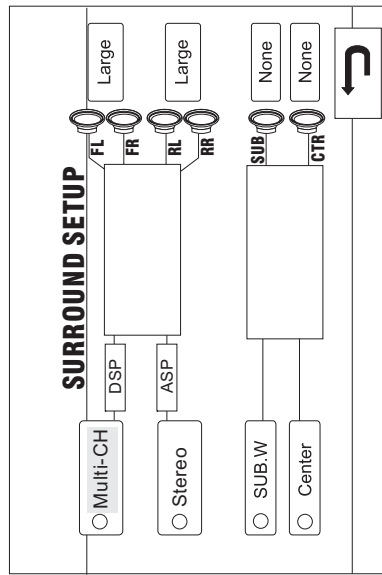 SURROUND SETUP
Multi-CH
DSP
FL
Large
FR
Stereo
ASP
RL
Large
RR
SUB.W
SUB
None
Center
CTR
None